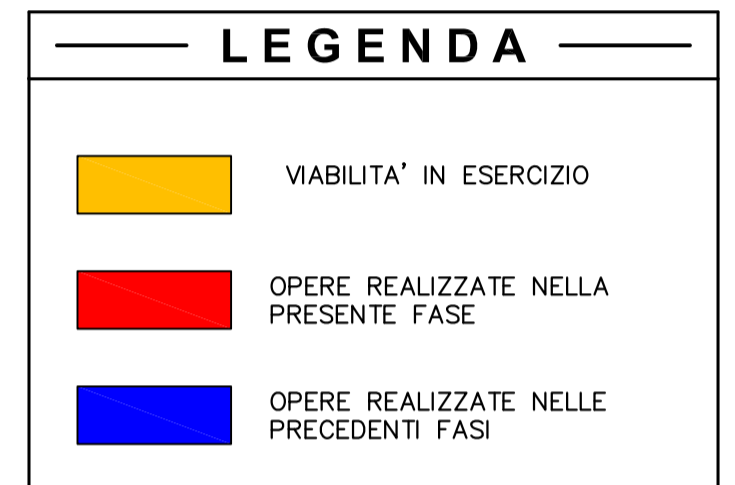 LEGENDA
VIABILITA' IN ESERCIZIO
OPERE REALIZZATE NELLA
PRESENTE FASE
OPERE REALIZZATE NELLE
PRECEDENTI FASI